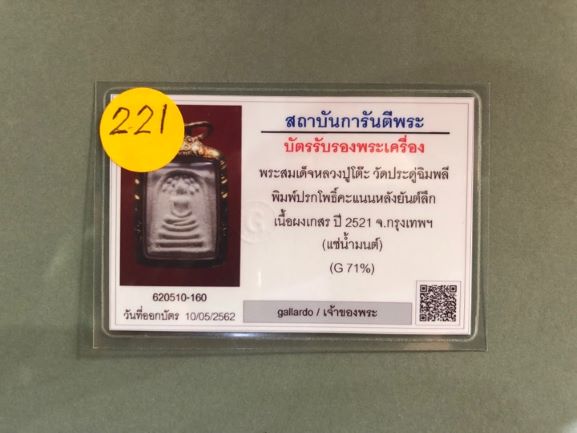 221
สถาบันการันตีพระ
บัตรรับรองพระเครื่อง
พระสมเด็จหลวงปู่โต๊ะ วัดประดู่ฉิมพลี
พิมพ์ปรกโพธิ์คะแนนหลังยันต์ลึก
เนื้อผงเกสร ปี 2521 จ.กรุงเทพฯ
(แช่น้ำมนต์)
(G 71%)
620510-160
วันที่ออกบัตร 10/05/2562
gallardo / เจ้าของพระ